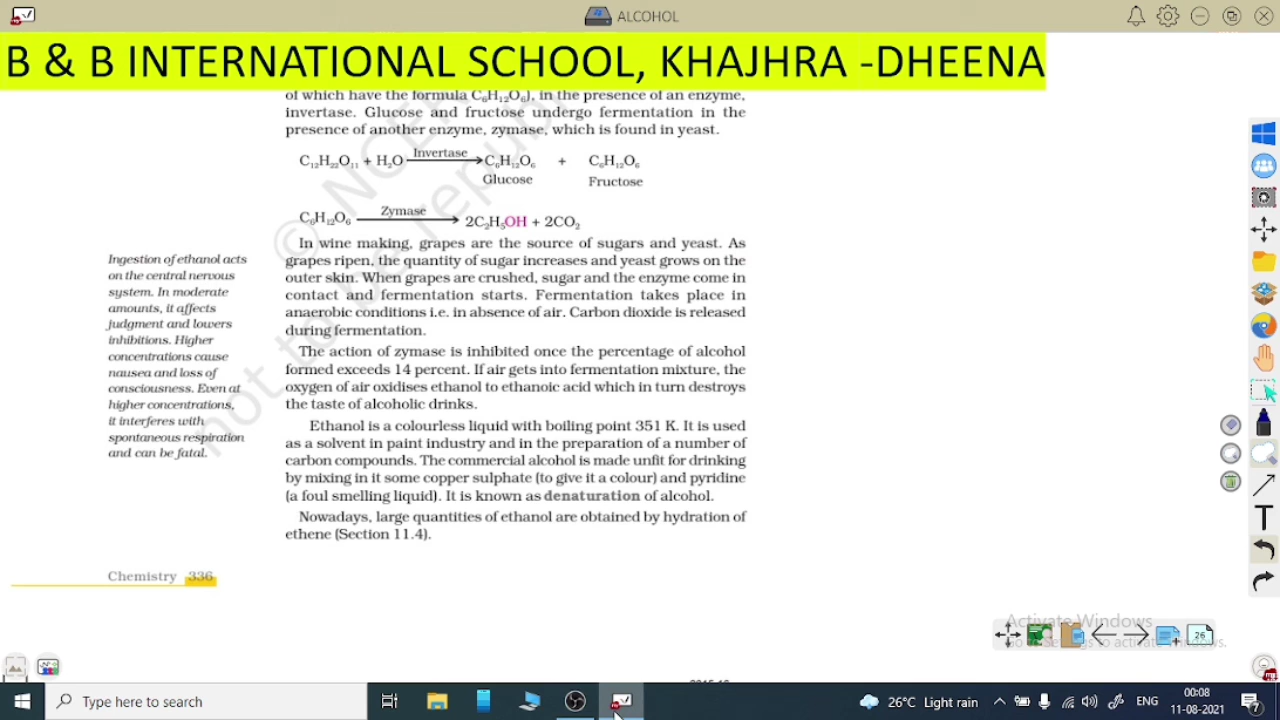 ALCOHOL
B & B INTERNATIONAL SCHOOL, KHAJHRA -DHEENA
of which have the formula C₆H₁₂O₆), in the presence of an enzyme,
invertase. Glucose and fructose undergo fermentation in the
presence of another enzyme, zymase, which is found in yeast.
Invertase
C₁₂H₂₂O₁₁ + H₂O → C₆H₁₂O₆ + C₆H₁₂O₆
Glucose Fructose
Zymase
C₆H₁₂O₆ → 2C₂H₅OH + 2CO₂
In wine making, grapes are the source of sugars and yeast. As
grapes ripen, the quantity of sugar increases and yeast grows on the
outer skin. When grapes are crushed, sugar and the enzyme come in
contact and fermentation starts. Fermentation takes place in
anaerobic conditions i.e. in absence of air. Carbon dioxide is released
during fermentation.
The action of zymase is inhibited once the percentage of alcohol
formed exceeds 14 percent. If air gets into fermentation mixture, the
oxygen of air oxidises ethanol to ethanoic acid which in turn destroys
the taste of alcoholic drinks.
Ethanol is a colourless liquid with boiling point 351 K. It is used
as a solvent in paint industry and in the preparation of a number of
carbon compounds. The commercial alcohol is made unfit for drinking
by mixing in it some copper sulphate (to give it a colour) and pyridine
(a foul smelling liquid). It is known as denaturation of alcohol.
Nowadays, large quantities of ethanol are obtained by hydration of
ethene (Section 11.4).
Ingestion of ethanol acts
on the central nervous
system. In moderate
amounts, it affects
judgment and lowers
inhibitions. Higher
concentrations cause
nausea and loss of
consciousness. Even at
higher concentrations,
it interferes with
spontaneous respiration
and can be fatal.
Chemistry 336
not to be republ
© NCER
T
Activate Windows
Go to Settings to activate Windows.
26
Type here to search
26°C Light rain
ENG
00:08
11-08-2021
7